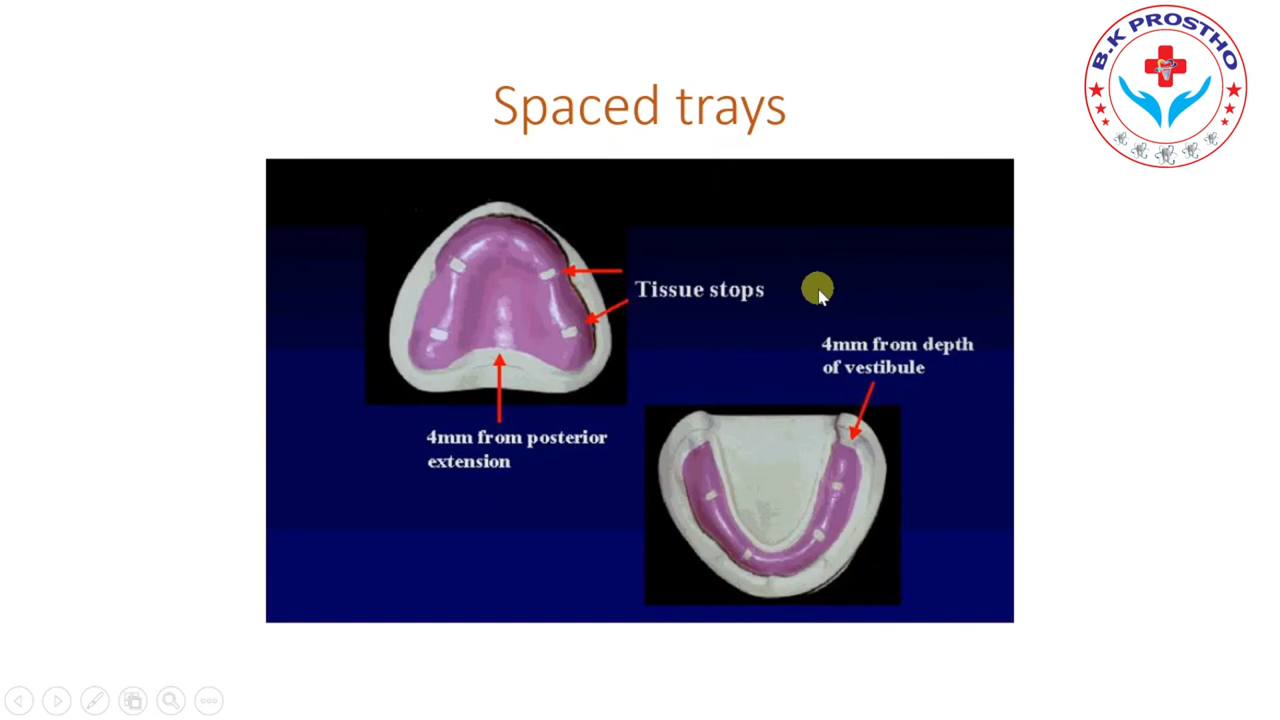 B.K PROSTHO
Spaced trays
Tissue stops
4mm from depth
of vestibule
4mm from posterior
extension